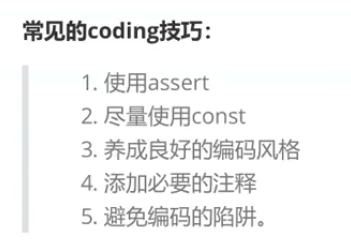 常见的coding技巧：
1. 使用assert
2. 尽量使用const
3. 养成良好的编码风格
4. 添加必要的注释
5. 避免编码的陷阱。